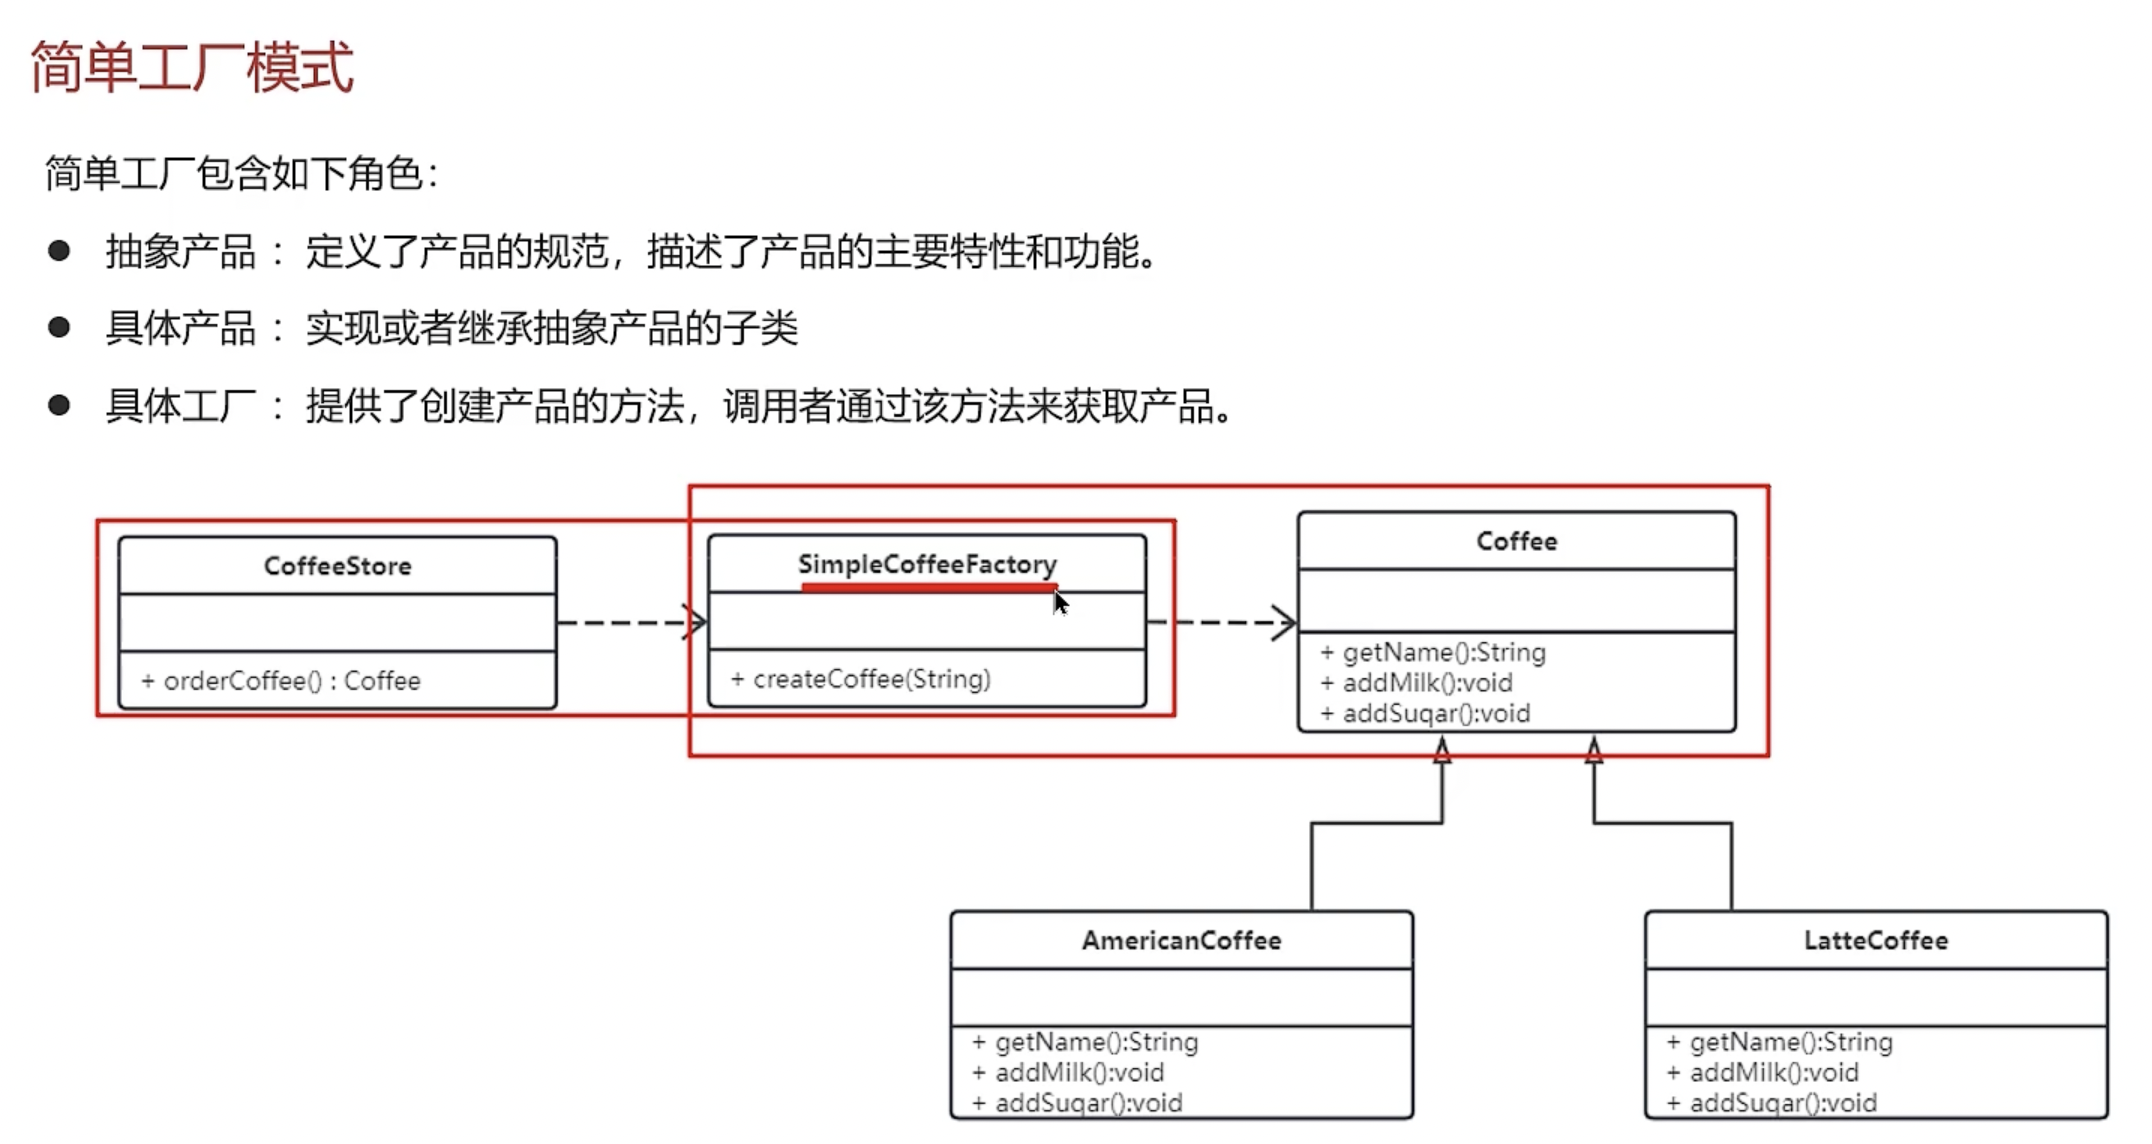 简单工厂模式
简单工厂包含如下角色：
● 抽象产品 ：定义了产品的规范，描述了产品的主要特性和功能。
● 具体产品 ：实现或者继承抽象产品的子类
● 具体工厂 ：提供了创建产品的方法，调用者通过该方法来获取产品。
CoffeeStore
+ orderCoffee() : Coffee
SimpleCoffeeFactory
+ createCoffee(String)
Coffee
+ getName():String
+ addMilk():void
+ addSuqar():void
AmericanCoffee
+ getName():String
+ addMilk():void
+ addSuqar():void
LatteCoffee
+ getName():String
+ addMilk():void
+ addSuqar():void